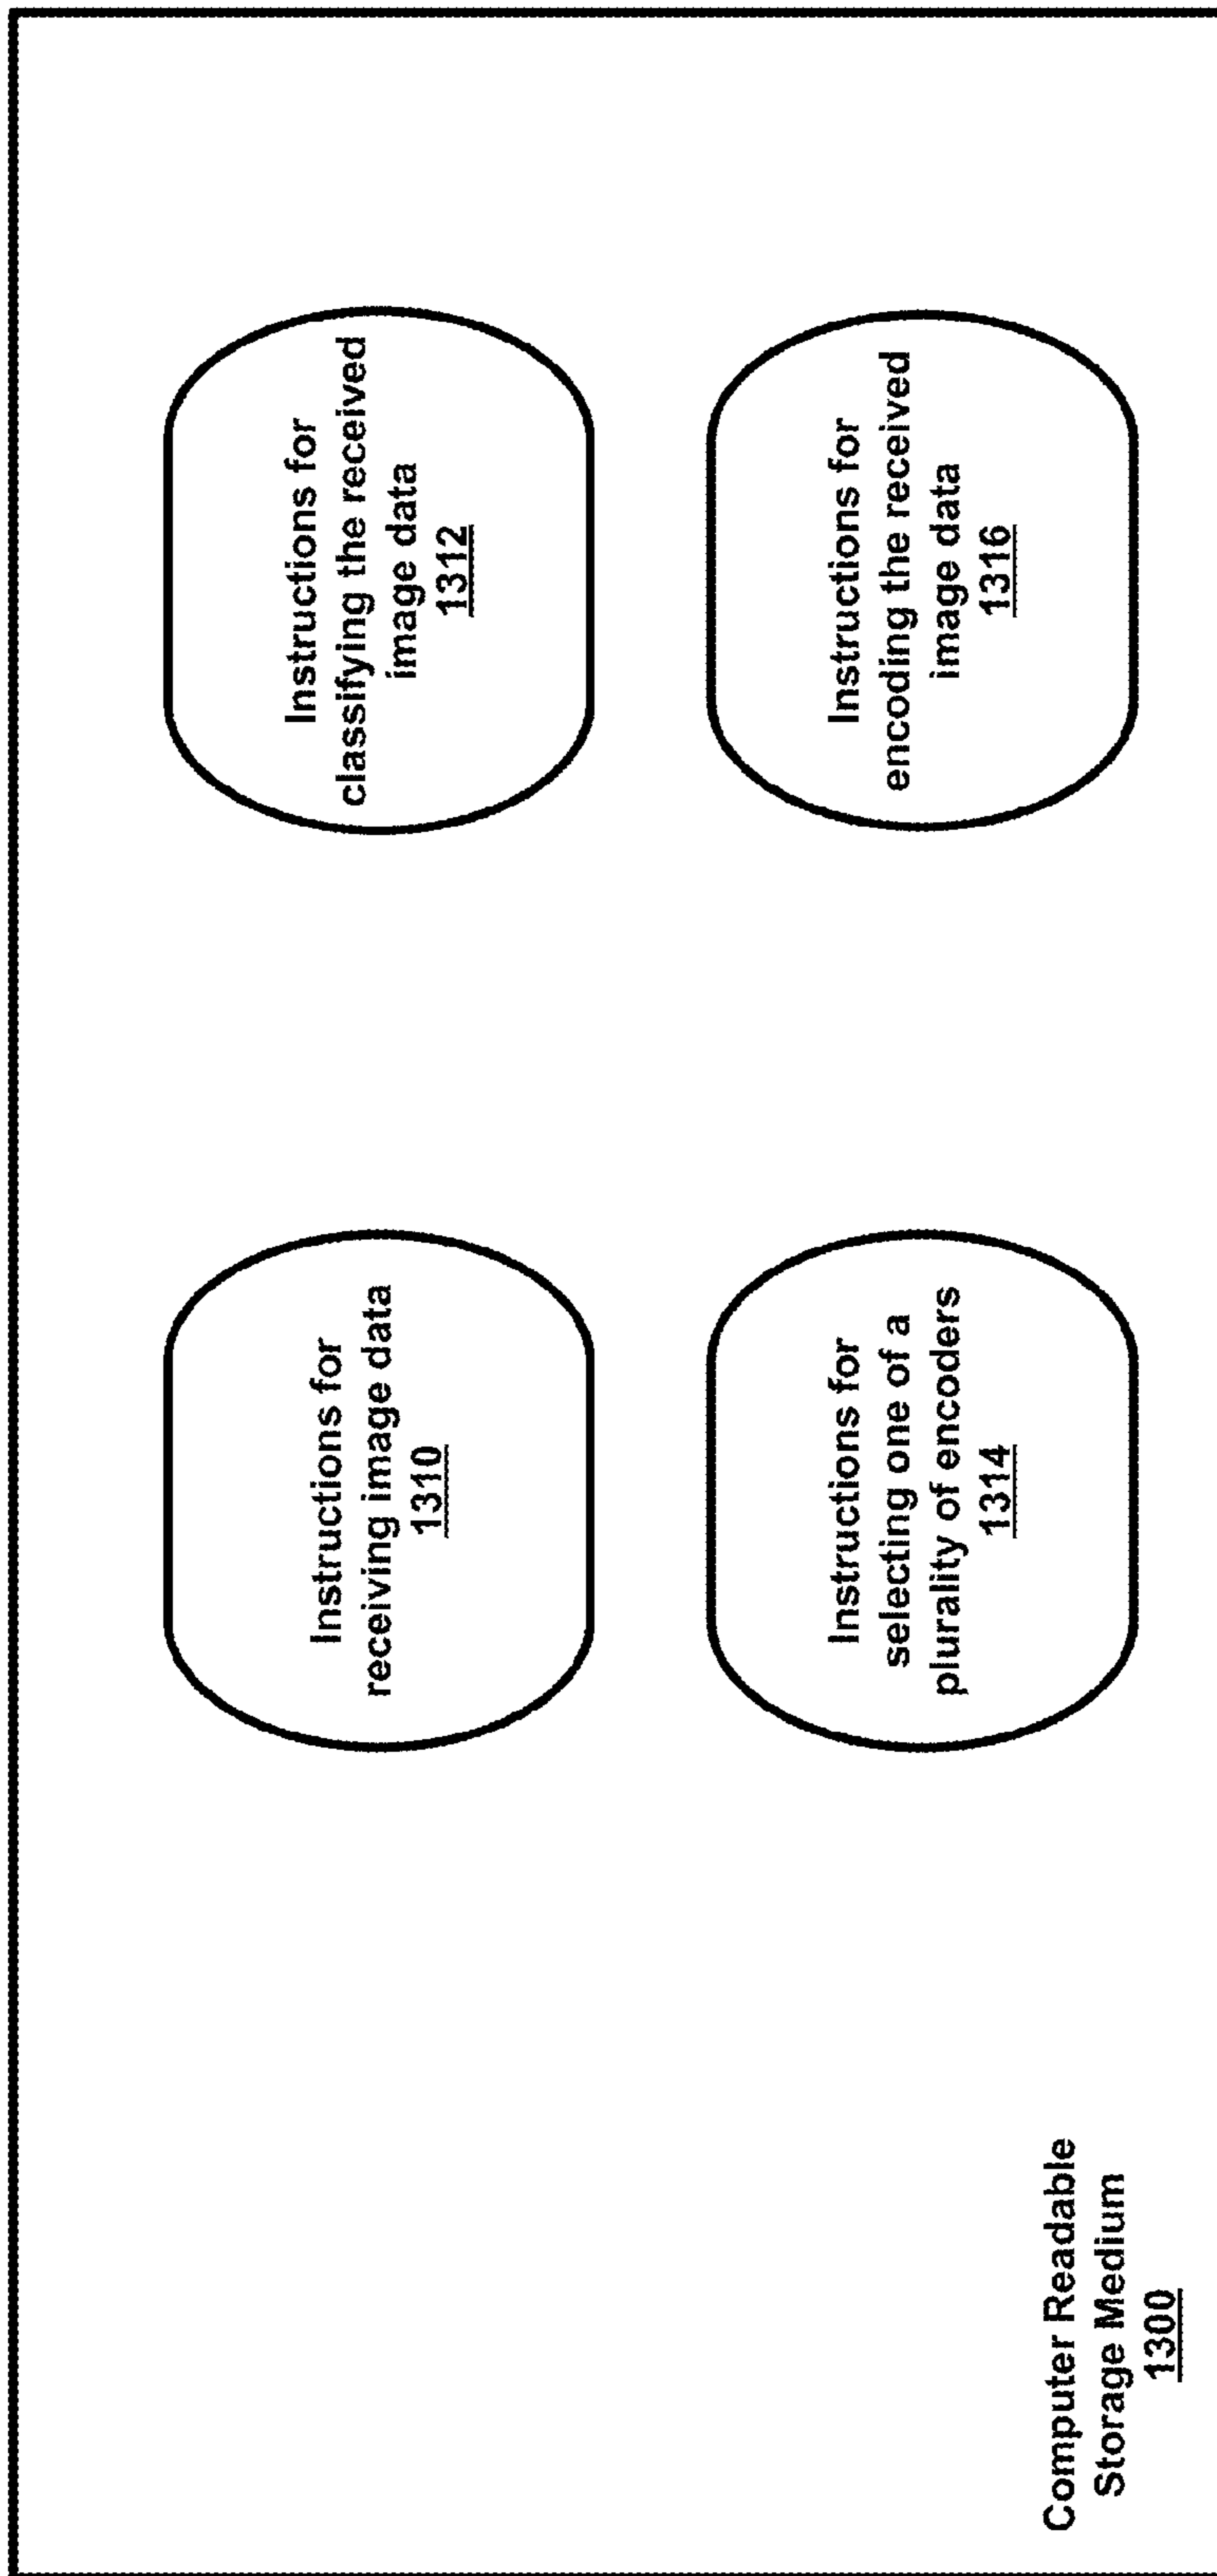 Instructions for
receiving image data
1310
Instructions for
classifying the received
image data
1312
Instructions for
selecting one of a
plurality of encoders
1314
Instructions for
encoding the received
image data
1316
Computer Readable
Storage Medium
1300